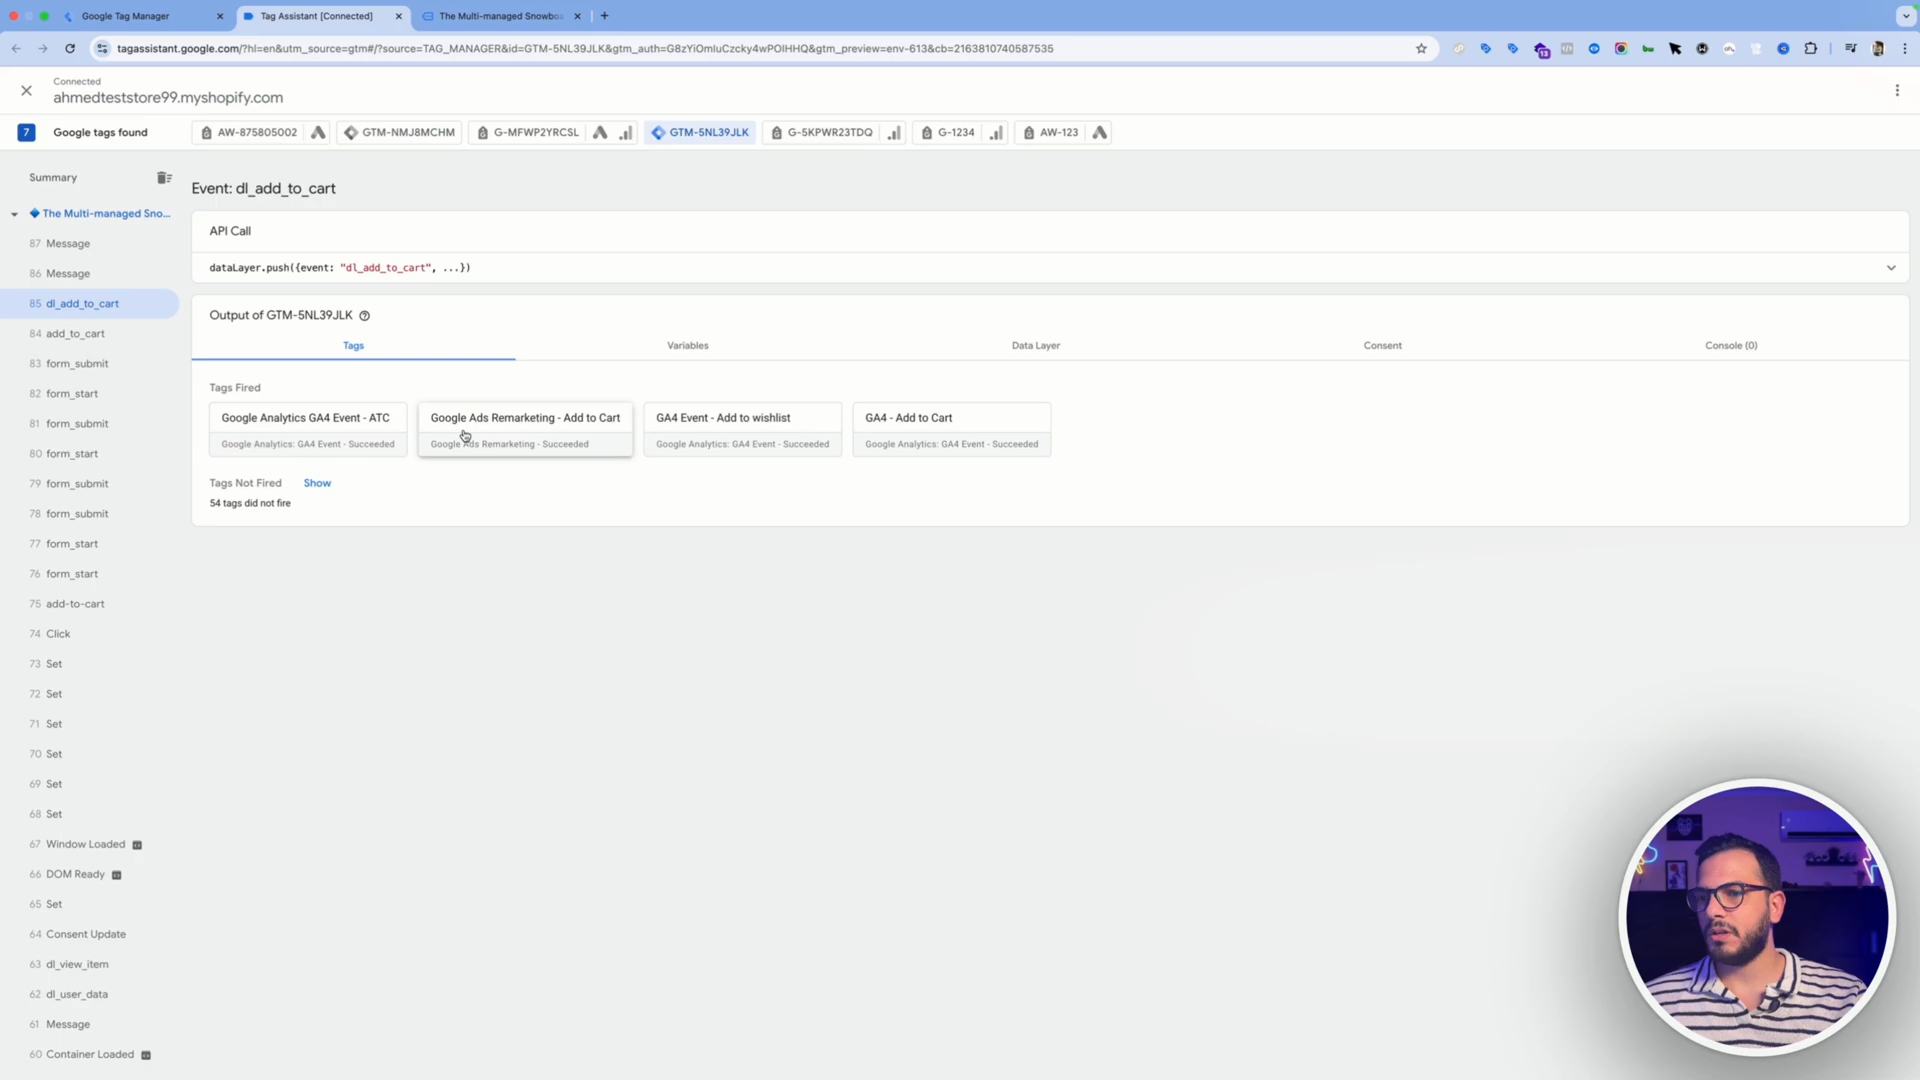 Google Tag Manager
Tag Assistant [Connected]
The Multi-managed Snowbo
tagassistant.google.com/?hl=en&utm_source=gtm#/?source=TAG_MANAGER&id=GTM-5NL39JLK&gtm_auth=G8zYiOmluCzcky4wPOIHHQ&gtm_preview=env-613&cb=2163810740587535
13
Connected
ahmedteststore99.myshopify.com
7 Google tags found
AW-875805002
GTM-NMJ8MCHM
G-MFWP2YRCSL
GTM-5NL39JLK
G-5KPWR23TDQ
G-1234
AW-123
Summary
The Multi-managed Sno...
87 Message
86 Message
85 dl_add_to_cart
84 add_to_cart
83 form_submit
82 form_start
81 form_submit
80 form_start
79 form_submit
78 form_submit
77 form_start
76 form_start
75 add-to-cart
74 Click
73 Set
72 Set
71 Set
70 Set
69 Set
68 Set
67 Window Loaded
66 DOM Ready
65 Set
64 Consent Update
63 dl_view_item
62 dl_user_data
61 Message
60 Container Loaded
Event: dl_add_to_cart
API Call
dataLayer.push({event: "dl_add_to_cart", ...})
Output of GTM-5NL39JLK
Tags
Variables
Data Layer
Consent
Console (0)
Tags Fired
Google Analytics GA4 Event - ATC
Google Analytics: GA4 Event - Succeeded
Google Ads Remarketing - Add to Cart
Google Ads Remarketing - Succeeded
GA4 Event - Add to wishlist
Google Analytics: GA4 Event - Succeeded
GA4 - Add to Cart
Google Analytics: GA4 Event - Succeeded
Tags Not Fired Show
54 tags did not fire